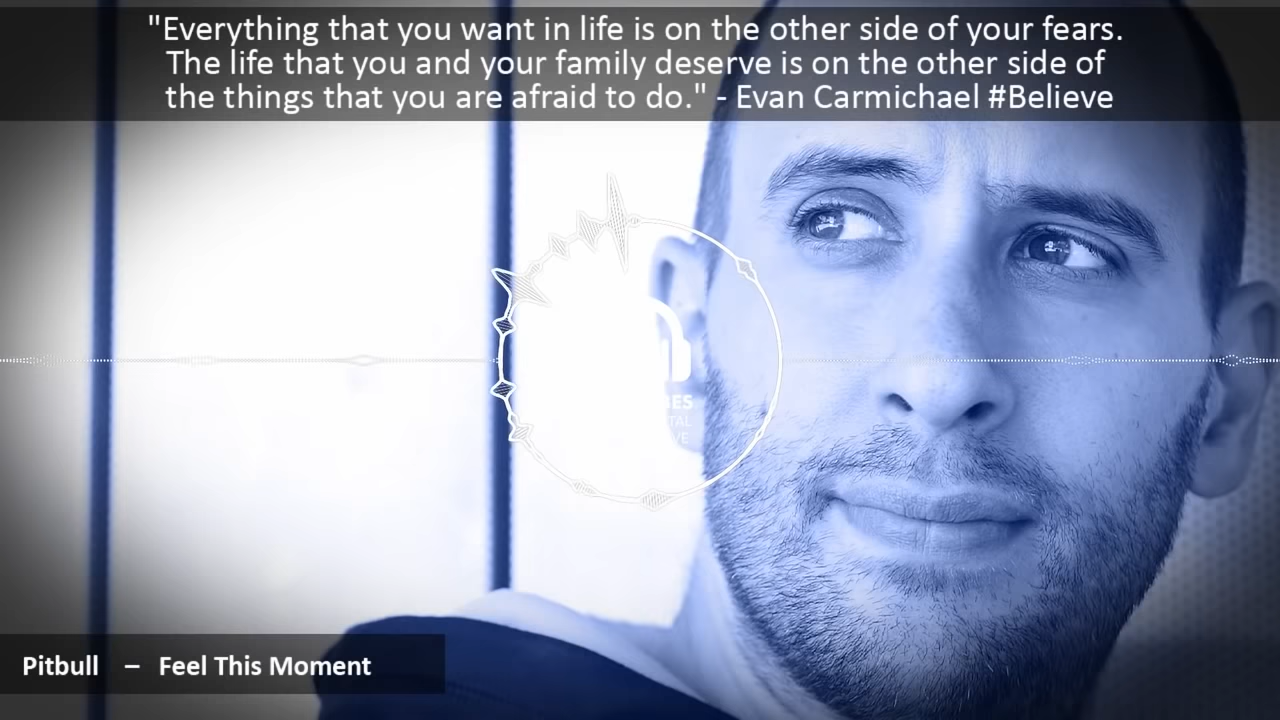 "Everything that you want in life is on the other side of your fears.
The life that you and your family deserve is on the other side of
the things that you are afraid to do." - Evan Carmichael #Believe
Pitbull – Feel This Moment